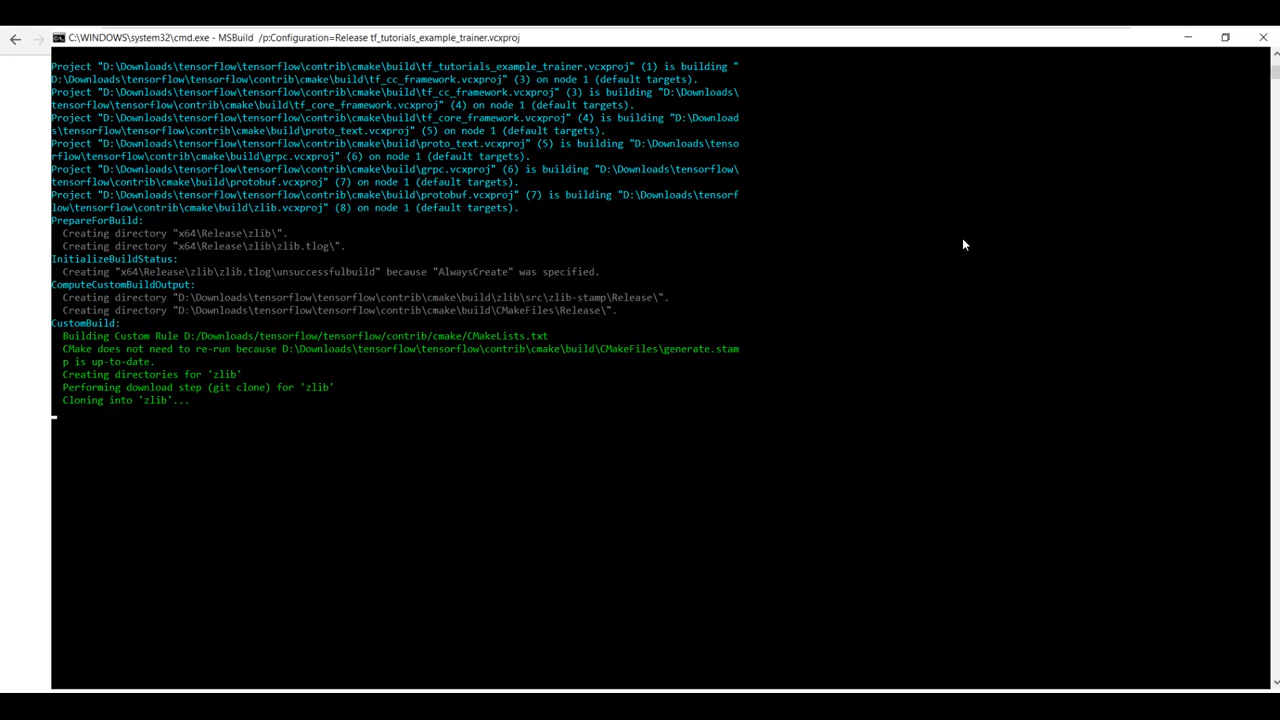 C:\WINDOWS\system32\cmd.exe - MSBuild  /p:Configuration=Release tf_tutorials_example_trainer.vcxproj
Project "D:\Downloads\tensorflow\tensorflow\contrib\cmake\build\tf_tutorials_example_trainer.vcxproj" (1) is building "
D:\Downloads\tensorflow\tensorflow\contrib\cmake\build\tf_cc_framework.vcxproj" (3) on node 1 (default targets).
Project "D:\Downloads\tensorflow\tensorflow\contrib\cmake\build\tf_cc_framework.vcxproj" (3) is building "D:\Downloads\
tensorflow\tensorflow\contrib\cmake\build\tf_core_framework.vcxproj" (4) on node 1 (default targets).
Project "D:\Downloads\tensorflow\tensorflow\contrib\cmake\build\tf_core_framework.vcxproj" (4) is building "D:\Download
s\tensorflow\tensorflow\contrib\cmake\build\proto_text.vcxproj" (5) on node 1 (default targets).
Project "D:\Downloads\tensorflow\tensorflow\contrib\cmake\build\proto_text.vcxproj" (5) is building "D:\Downloads\tenso
rflow\tensorflow\contrib\cmake\build\grpc.vcxproj" (6) on node 1 (default targets).
Project "D:\Downloads\tensorflow\tensorflow\contrib\cmake\build\grpc.vcxproj" (6) is building "D:\Downloads\tensorflow\
tensorflow\contrib\cmake\build\protobuf.vcxproj" (7) on node 1 (default targets).
Project "D:\Downloads\tensorflow\tensorflow\contrib\cmake\build\protobuf.vcxproj" (7) is building "D:\Downloads\tensorf
low\tensorflow\contrib\cmake\build\zlib.vcxproj" (8) on node 1 (default targets).
PrepareForBuild:
  Creating directory "x64\Release\zlib\".
  Creating directory "x64\Release\zlib\zlib.tlog\".
InitializeBuildStatus:
  Creating "x64\Release\zlib\zlib.tlog\unsuccessfulbuild" because "AlwaysCreate" was specified.
ComputeCustomBuildOutput:
  Creating directory "D:\Downloads\tensorflow\tensorflow\contrib\cmake\build\zlib\src\zlib-stamp\Release\".
  Creating directory "D:\Downloads\tensorflow\tensorflow\contrib\cmake\build\CMakeFiles\Release\".
CustomBuild:
  Building Custom Rule D:/Downloads/tensorflow/tensorflow/contrib/cmake/CMakeLists.txt
  CMake does not need to re-run because D:\Downloads\tensorflow\tensorflow\contrib\cmake\build\CMakeFiles\generate.stam
  p is up-to-date.
  Creating directories for 'zlib'
  Performing download step (git clone) for 'zlib'
  Cloning into 'zlib'...